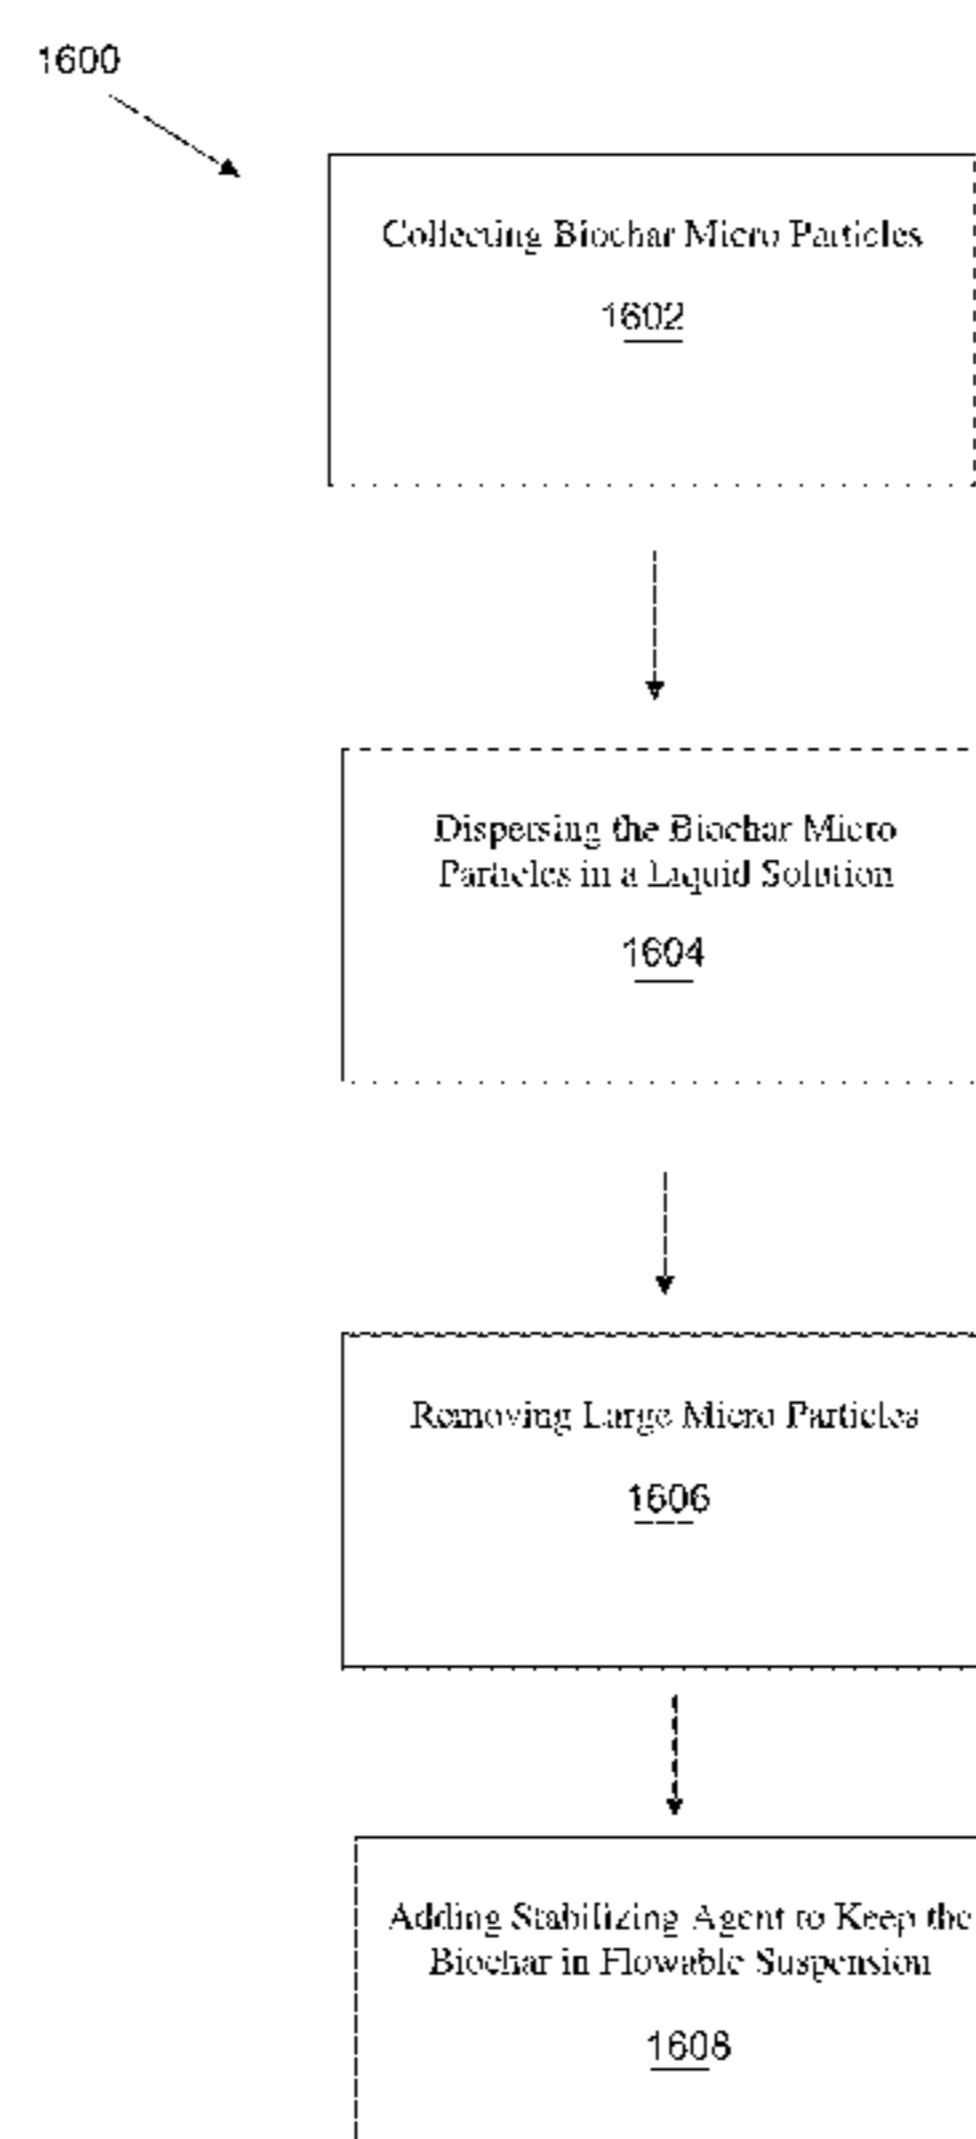 1600
Collecting Biochar Micro Particles
1602
Dispersing the Biochar Micro
Particles in a Liquid Solution
1604
Removing Large Micro Particles
1606
Adding Stabilizing Agent to Keep the
Biochar in Flowable Suspension
1608